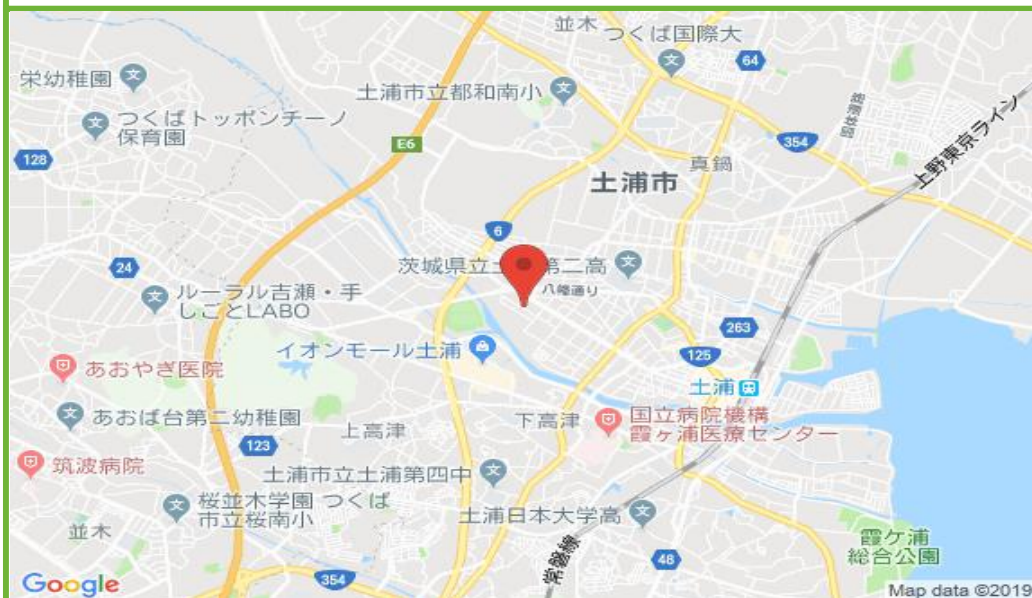 並木
つくば国際大
64
栄幼稚園
土浦市立都和南小
つくばトッポンチーノ
保育園
国体道路
上野東京ライン
E6
354
128
真鍋
土浦市
6
茨城県立土
第二高
24
八幡通り
ルーラル吉瀬・手
しごとLABO
263
イオンモール土浦
125
あおやぎ医院
土浦
あおば台第二幼稚園
下高津
国立病院機構
霞ヶ浦医療センター
上高津
123
筑波病院
土浦市立土浦第四中
桜並木学園 つくば
市立桜南小
土浦日本大学高
並木
霞ケ浦
総合公園
常磐線
48
354
Google
Map data ©2019